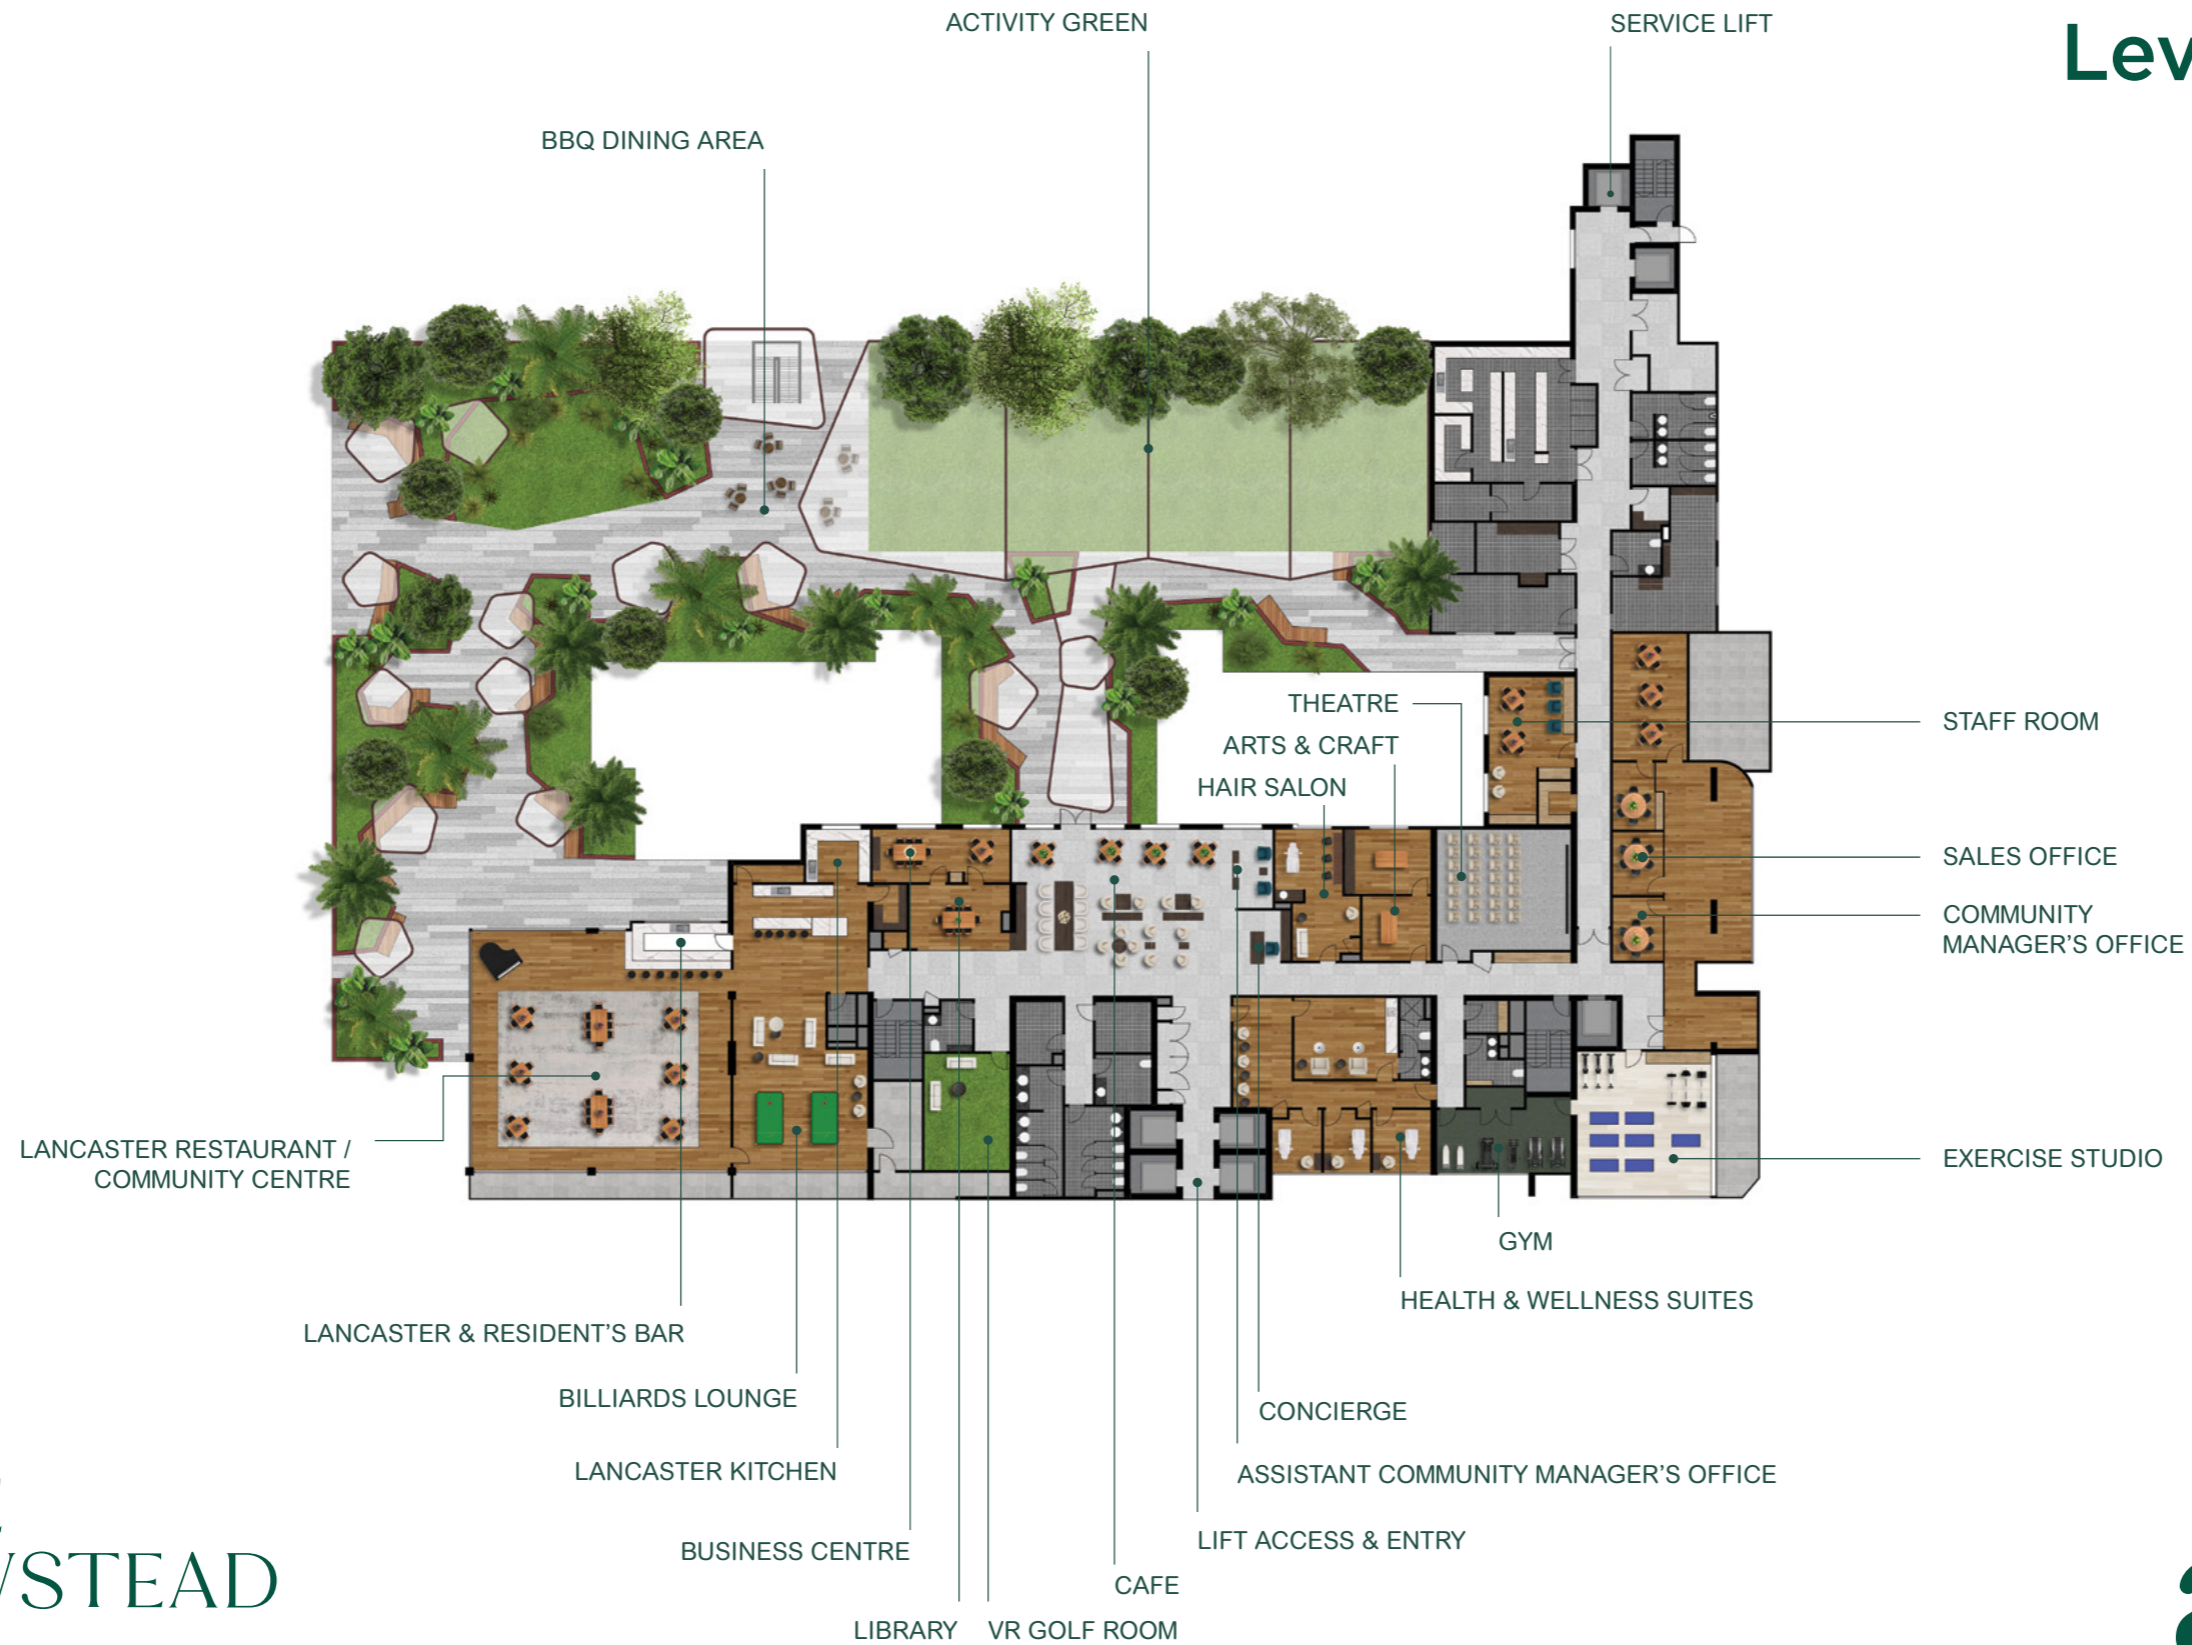 ACTIVITY GREEN
SERVICE LIFT
Lev
BBQ DINING AREA
THEATRE
ARTS & CRAFT
HAIR SALON
STAFF ROOM
SALES OFFICE
COMMUNITY
MANAGER'S OFFICE
LANCASTER RESTAURANT /
COMMUNITY CENTRE
EXERCISE STUDIO
GYM
HEALTH & WELLNESS SUITES
LANCASTER & RESIDENT'S BAR
BILLIARDS LOUNGE
CONCIERGE
LANCASTER KITCHEN
ASSISTANT COMMUNITY MANAGER'S OFFICE
BUSINESS CENTRE
LIFT ACCESS & ENTRY
CAFE
LIBRARY
VR GOLF ROOM
STEAD